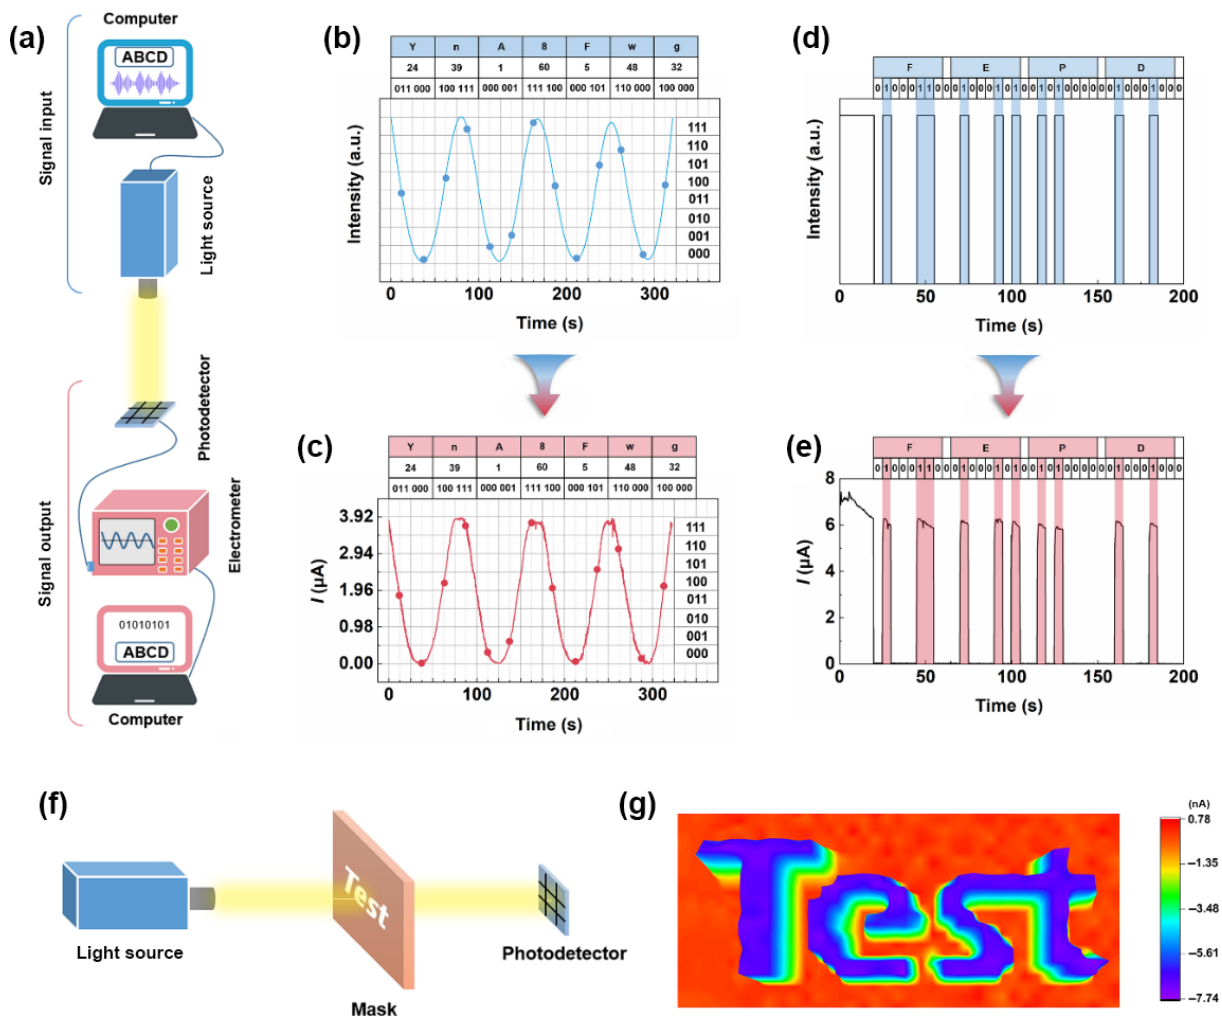 (a)
Computer
ABCD
Signal input
Light source
Photodetector
Signal output
Electrometer
01010101
ABCD
Computer
(b)
Y n A 8 F w g
24 39 1 60 5 48 32
011 000 100 111 000 001 111 100 000 101 110 000 100 000
Intensity (a.u.)
111
110
101
100
011
010
001
000
0 100 200 300
Time (s)
(c)
Y n A 8 F w g
24 39 1 60 5 48 32
011 000 100 111 000 001 111 100 000 101 110 000 100 000
I (µA)
3.92
2.94
1.96
0.98
0.00
111
110
101
100
011
010
001
000
0 100 200 300
Time (s)
(d)
F E P D
Intensity (a.u.)
0 50 100 150 200
Time (s)
(e)
F E P D
I (µA)
8
6
4
2
0
0 50 100 150 200
Time (s)
(f)
Light source
Test
Mask
Photodetector
(g)
Test
(nA)
0.78
−1.35
−3.48
−5.61
−7.74